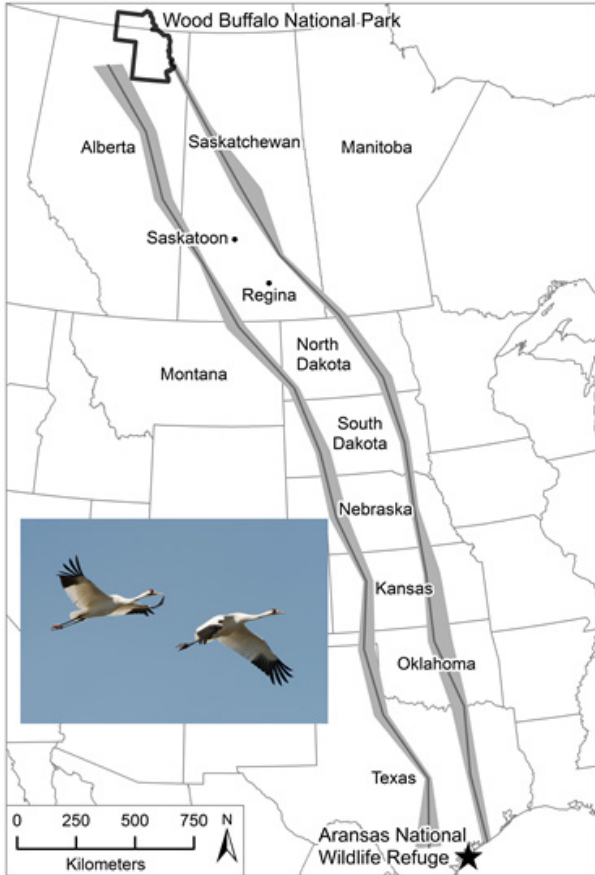 Wood Buffalo National Park
Alberta
Saskatchewan
Manitoba
Saskatoon
Regina
North
Dakota
Montana
South
Dakota
Nebraska
Kansas
Oklahoma
Texas
Aransas National
Wildlife Refuge
0 250 500 750
Kilometers
N